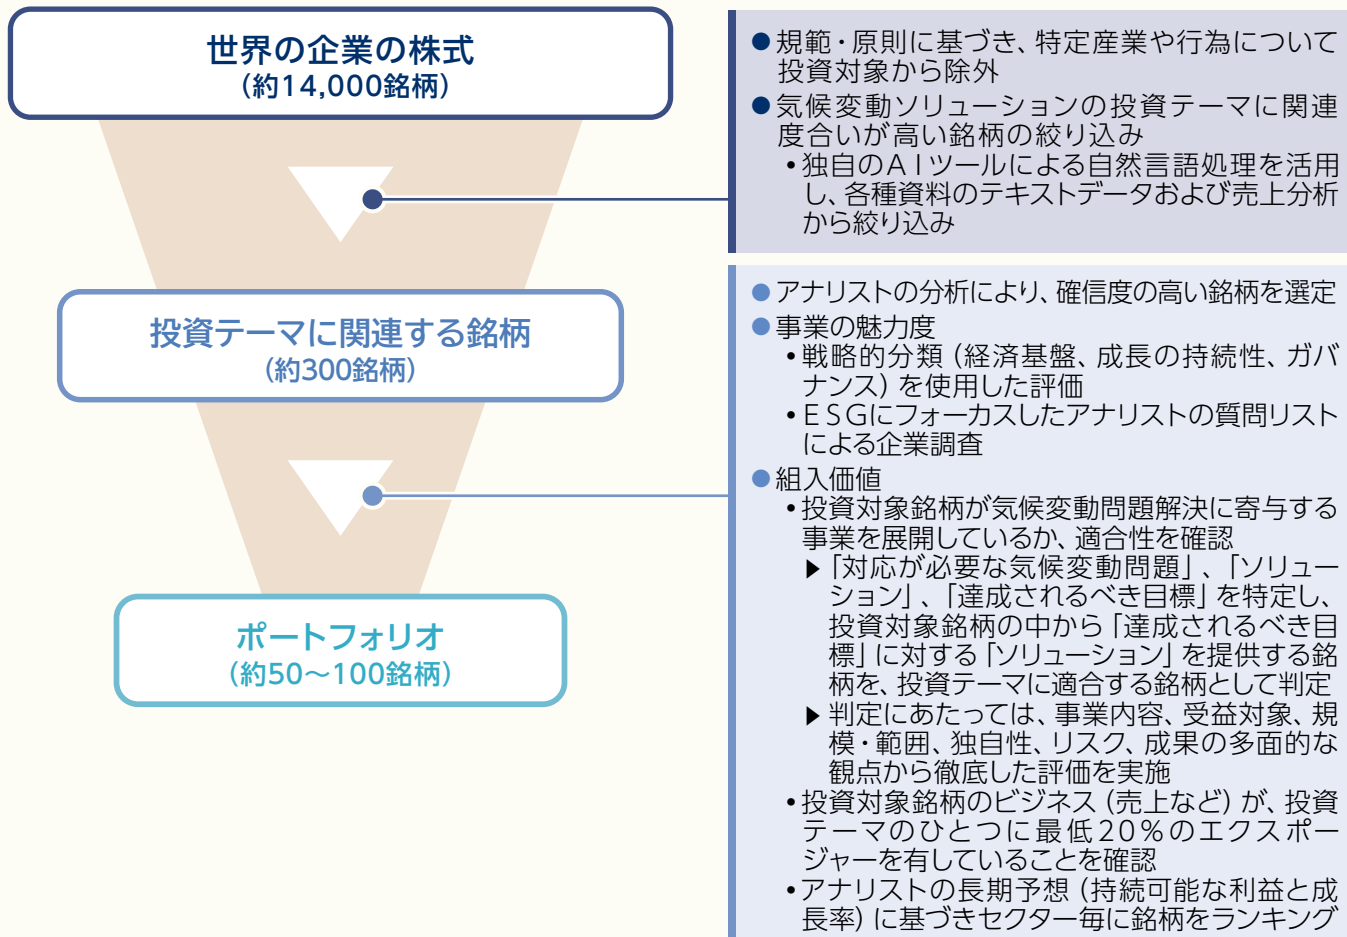 世界の企業の株式
(約14,000銘柄)
●規範・原則に基づき、特定産業や行為について
投資対象から除外
●気候変動ソリューションの投資テーマに関連
度合いが高い銘柄の絞り込み
•独自のAIツールによる自然言語処理を活用
し、各種資料のテキストデータおよび売上分析
から絞り込み
投資テーマに関連する銘柄
(約300銘柄)
●アナリストの分析により、確信度の高い銘柄を選定
●事業の魅力度
•戦略的分類(経済基盤、成長の持続性、ガバ
ナンス)を使用した評価
•ESGにフォーカスしたアナリストの質問リスト
による企業調査
●組入価値
•投資対象銘柄が気候変動問題解決に寄与する
事業を展開しているか、適合性を確認
▶「対応が必要な気候変動問題」、「ソリュー
ション」、「達成されるべき目標」を特定し、
投資対象銘柄の中から「達成されるべき目
標」に対する「ソリューション」を提供する銘
柄を、投資テーマに適合する銘柄として判定
▶判定にあたっては、事業内容、受益対象、規
模・範囲、独自性、リスク、成果の多面的な
観点から徹底した評価を実施
•投資対象銘柄のビジネス(売上など)が、投資
テーマのひとつに最低20%のエクスポー
ジャーを有していることを確認
•アナリストの長期予想(持続可能な利益と成
長率)に基づきセクター毎に銘柄をランキング
ポートフォリオ
(約50〜100銘柄)